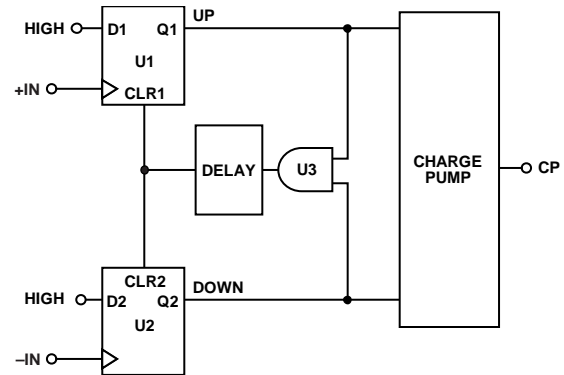 UP
HIGH
D1
Q1
U1
+IN
CLR1
DELAY
U3
CHARGE
PUMP
CP
CLR2
DOWN
HIGH
D2
Q2
U2
–IN